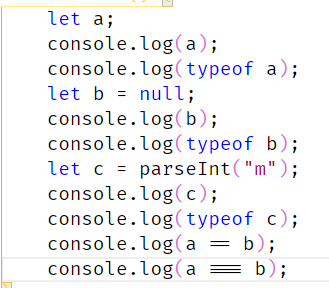 let a;
console.log(a);
console.log(typeof a);
let b = null;
console.log(b);
console.log(typeof b);
let c = parseInt("m");
console.log(c);
console.log(typeof c);
console.log(a == b);
console.log(a === b);